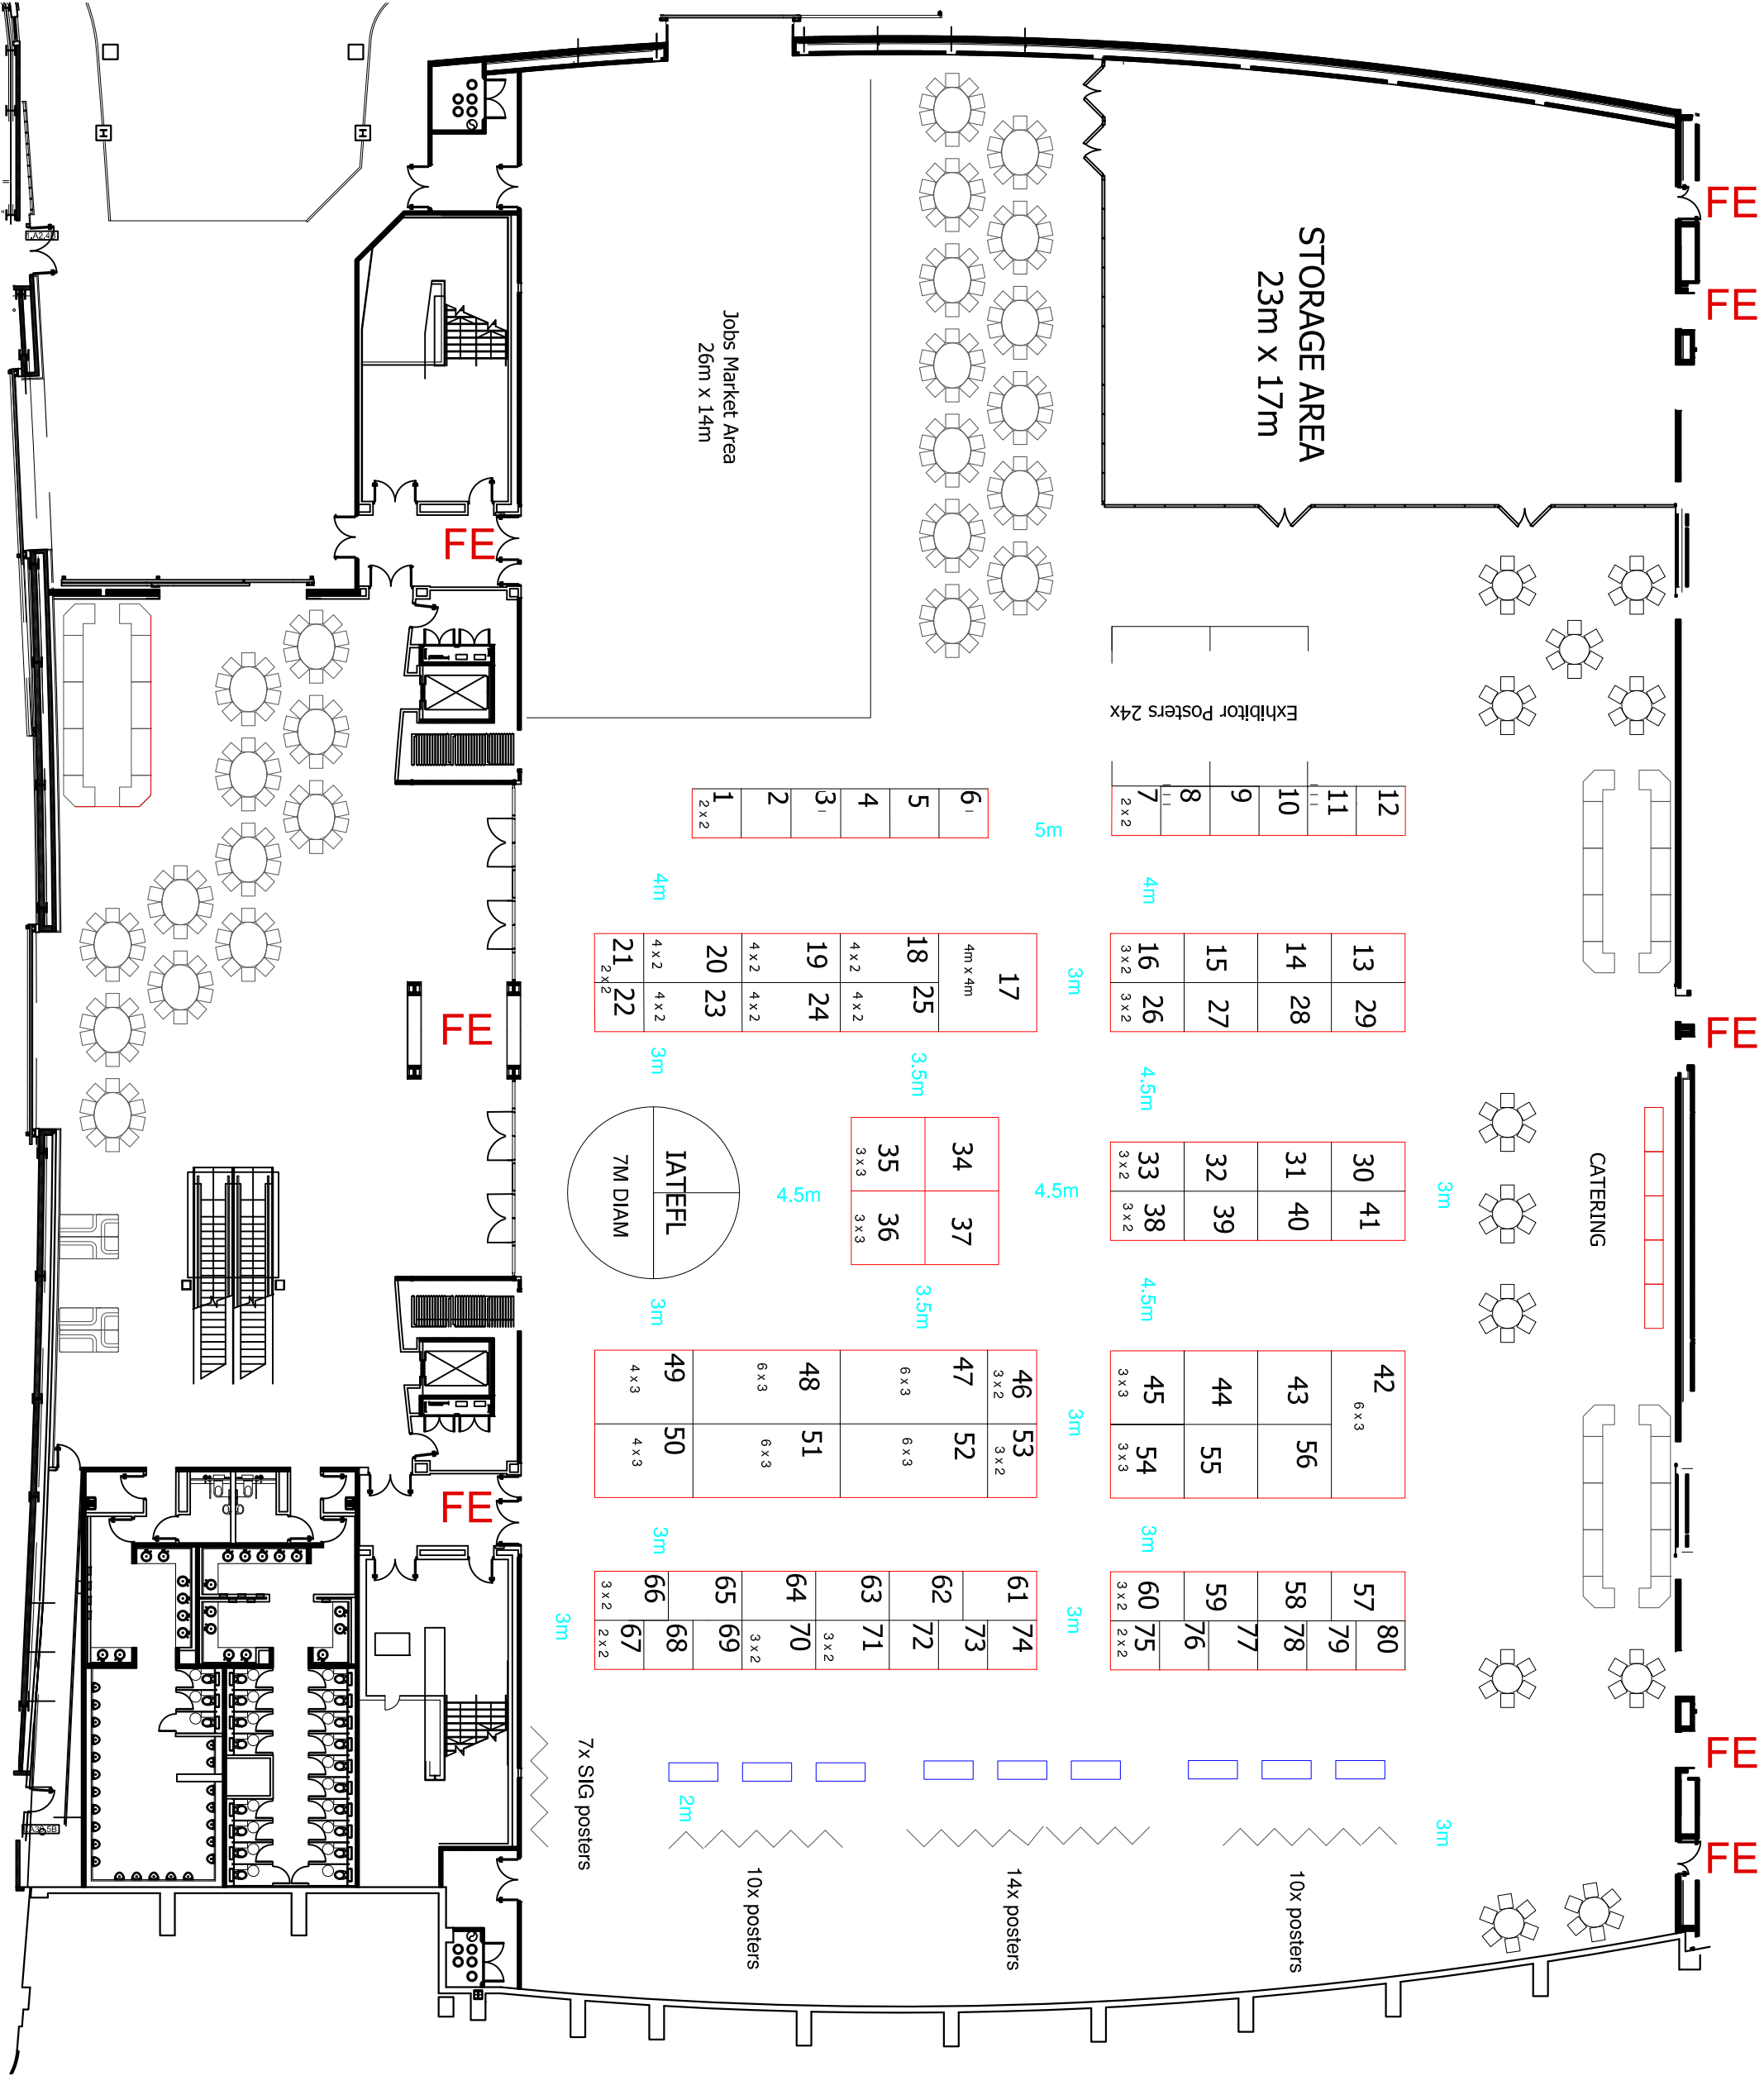 FE
FE
STORAGE AREA
23m x 17m
Jobs Market Area
26m x 14m
FE
Exhibitor Posters 24x
1
2 x 2
2
3
4
5
6
5m
7
2 x 2
8
9
10
11
12
4m
4m
21
2 x 2
20
4 x 2
19
4 x 2
18
4 x 2
17
4m x 4m
3m
16
3 x 2
15
14
13
22
23
4 x 2
24
4 x 2
25
4 x 2
26
3 x 2
27
28
29
FE
FE
3m
3.5m
4.5m
IATEFL
7M DIAM
4.5m
35
3 x 3
34
36
3 x 3
37
4.5m
33
3 x 2
32
31
30
38
3 x 2
39
40
41
3m
CATERING
3m
3.5m
4.5m
49
4 x 3
48
6 x 3
47
6 x 3
46
3 x 2
3m
45
3 x 3
44
43
42
6 x 3
50
4 x 3
51
6 x 3
52
6 x 3
53
3 x 2
54
3 x 3
55
56
FE
3m
3m
3m
66
3 x 2
65
64
63
62
61
3m
60
3 x 2
59
58
57
67
2 x 2
68
69
70
3 x 2
71
3 x 2
72
73
74
75
2 x 2
76
77
78
79
80
7x SIG posters
2m
3m
FE
FE
10x posters
14x posters
10x posters